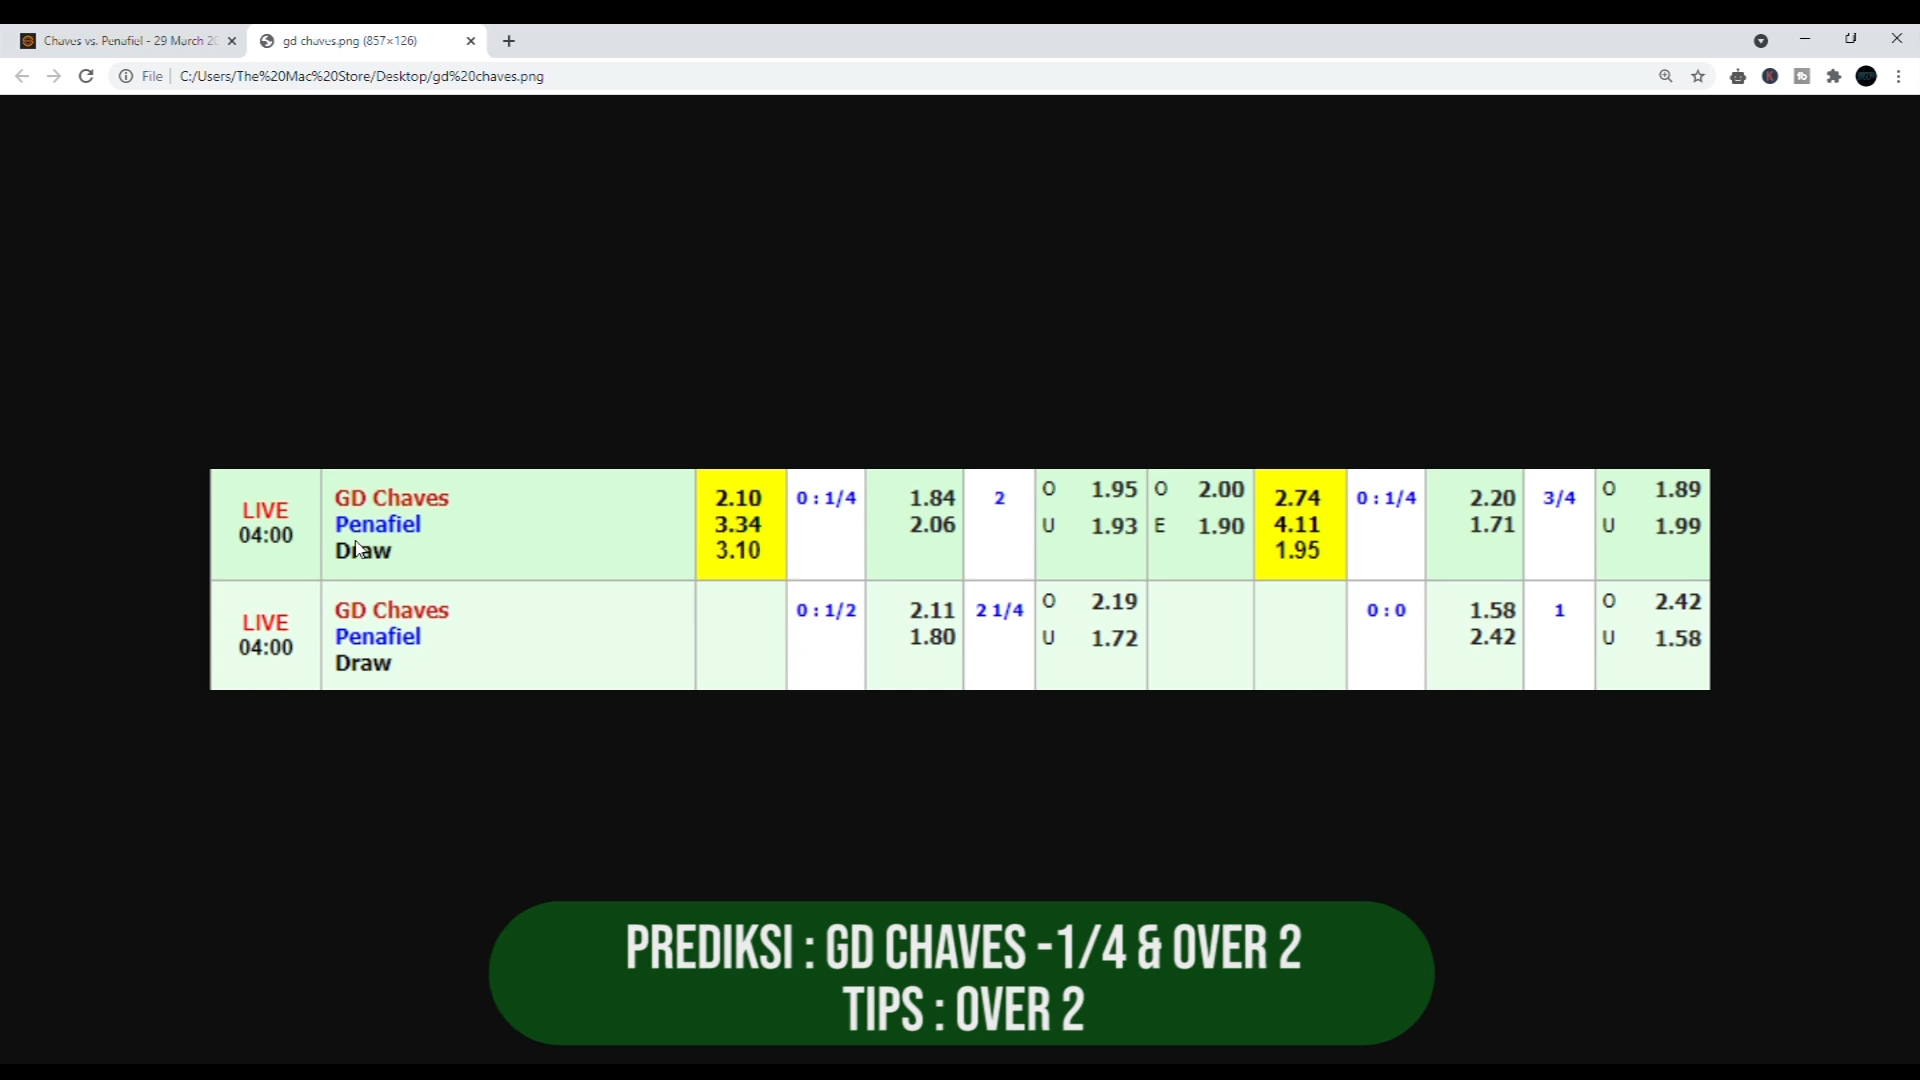 Chaves vs. Penafiel - 29 March 20
gd chaves.png (857×126)
File
C:/Users/The%20Mac%20Store/Desktop/gd%20chaves.png
LIVE
04:00
GD Chaves
Penafiel
Draw
2.10
3.34
3.10
0 : 1/4
1.84
2.06
2
O 1.95
U 1.93
O 2.00
E 1.90
2.74
4.11
1.95
0 : 1/4
2.20
1.71
3/4
O 1.89
U 1.99
LIVE
04:00
GD Chaves
Penafiel
Draw
0 : 1/2
2.11
1.80
2 1/4
O 2.19
U 1.72
0 : 0
1.58
2.42
1
O 2.42
U 1.58
PREDIKSI : GD CHAVES -1/4 & OVER 2
TIPS : OVER 2